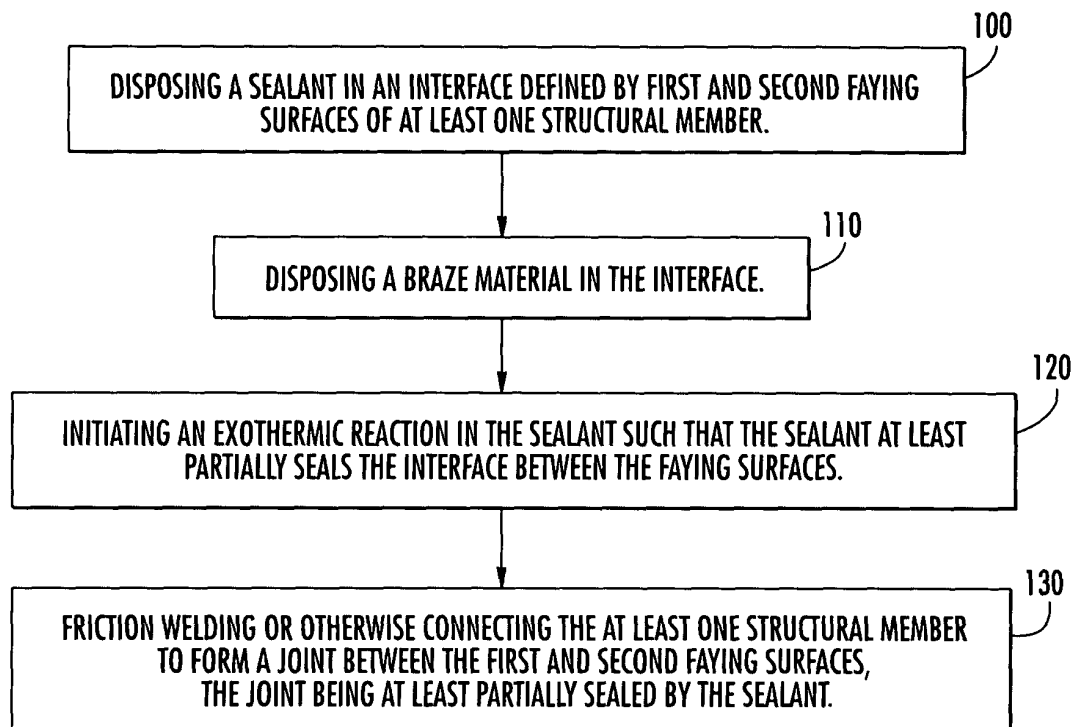 100
DISPOSING A SEALANT IN AN INTERFACE DEFINED BY FIRST AND SECOND FAYING
SURFACES OF AT LEAST ONE STRUCTURAL MEMBER.
110
DISPOSING A BRAZE MATERIAL IN THE INTERFACE.
120
INITIATING AN EXOTHERMIC REACTION IN THE SEALANT SUCH THAT THE SEALANT AT LEAST
PARTIALLY SEALS THE INTERFACE BETWEEN THE FAYING SURFACES.
130
FRICTION WELDING OR OTHERWISE CONNECTING THE AT LEAST ONE STRUCTURAL MEMBER
TO FORM A JOINT BETWEEN THE FIRST AND SECOND FAYING SURFACES,
THE JOINT BEING AT LEAST PARTIALLY SEALED BY THE SEALANT.